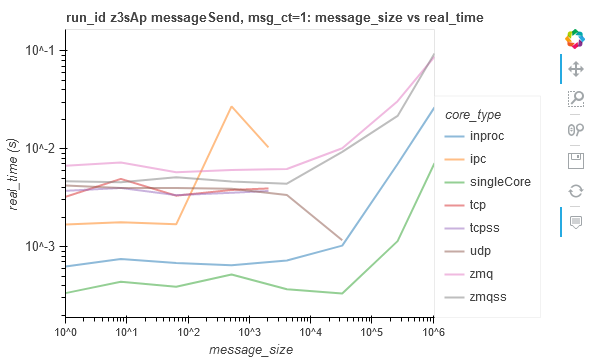 run_id z3sAp messageSend, msg_ct=1: message_size vs real_time
10^-1
10^-2
10^-3
real_time (s)
10^0
10^1
10^2
10^3
10^4
10^5
10^6
message_size
core_type
inproc
ipc
singleCore
tcp
tcpss
udp
zmq
zmqss